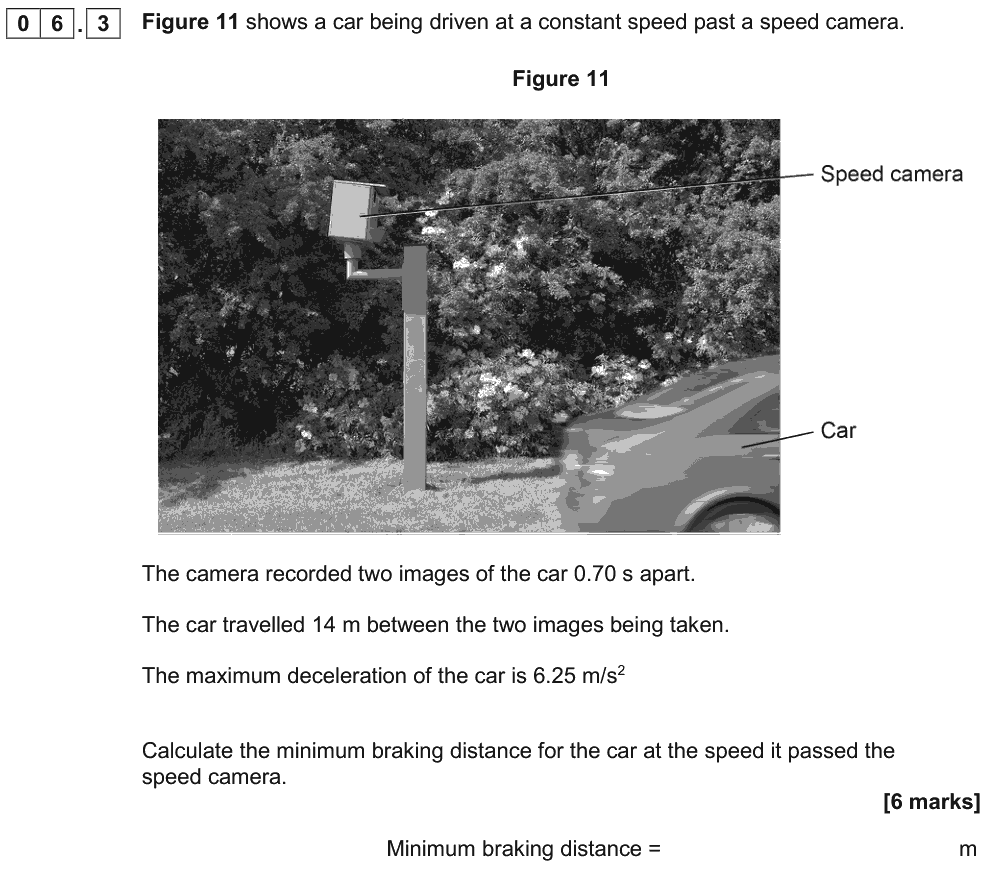 0 6 . 3 Figure 11 shows a car being driven at a constant speed past a speed camera.
Figure 11
Speed camera
Car
The camera recorded two images of the car 0.70 s apart.
The car travelled 14 m between the two images being taken.
The maximum deceleration of the car is 6.25 m/s²
Calculate the minimum braking distance for the car at the speed it passed the
speed camera.
[6 marks]
Minimum braking distance = m